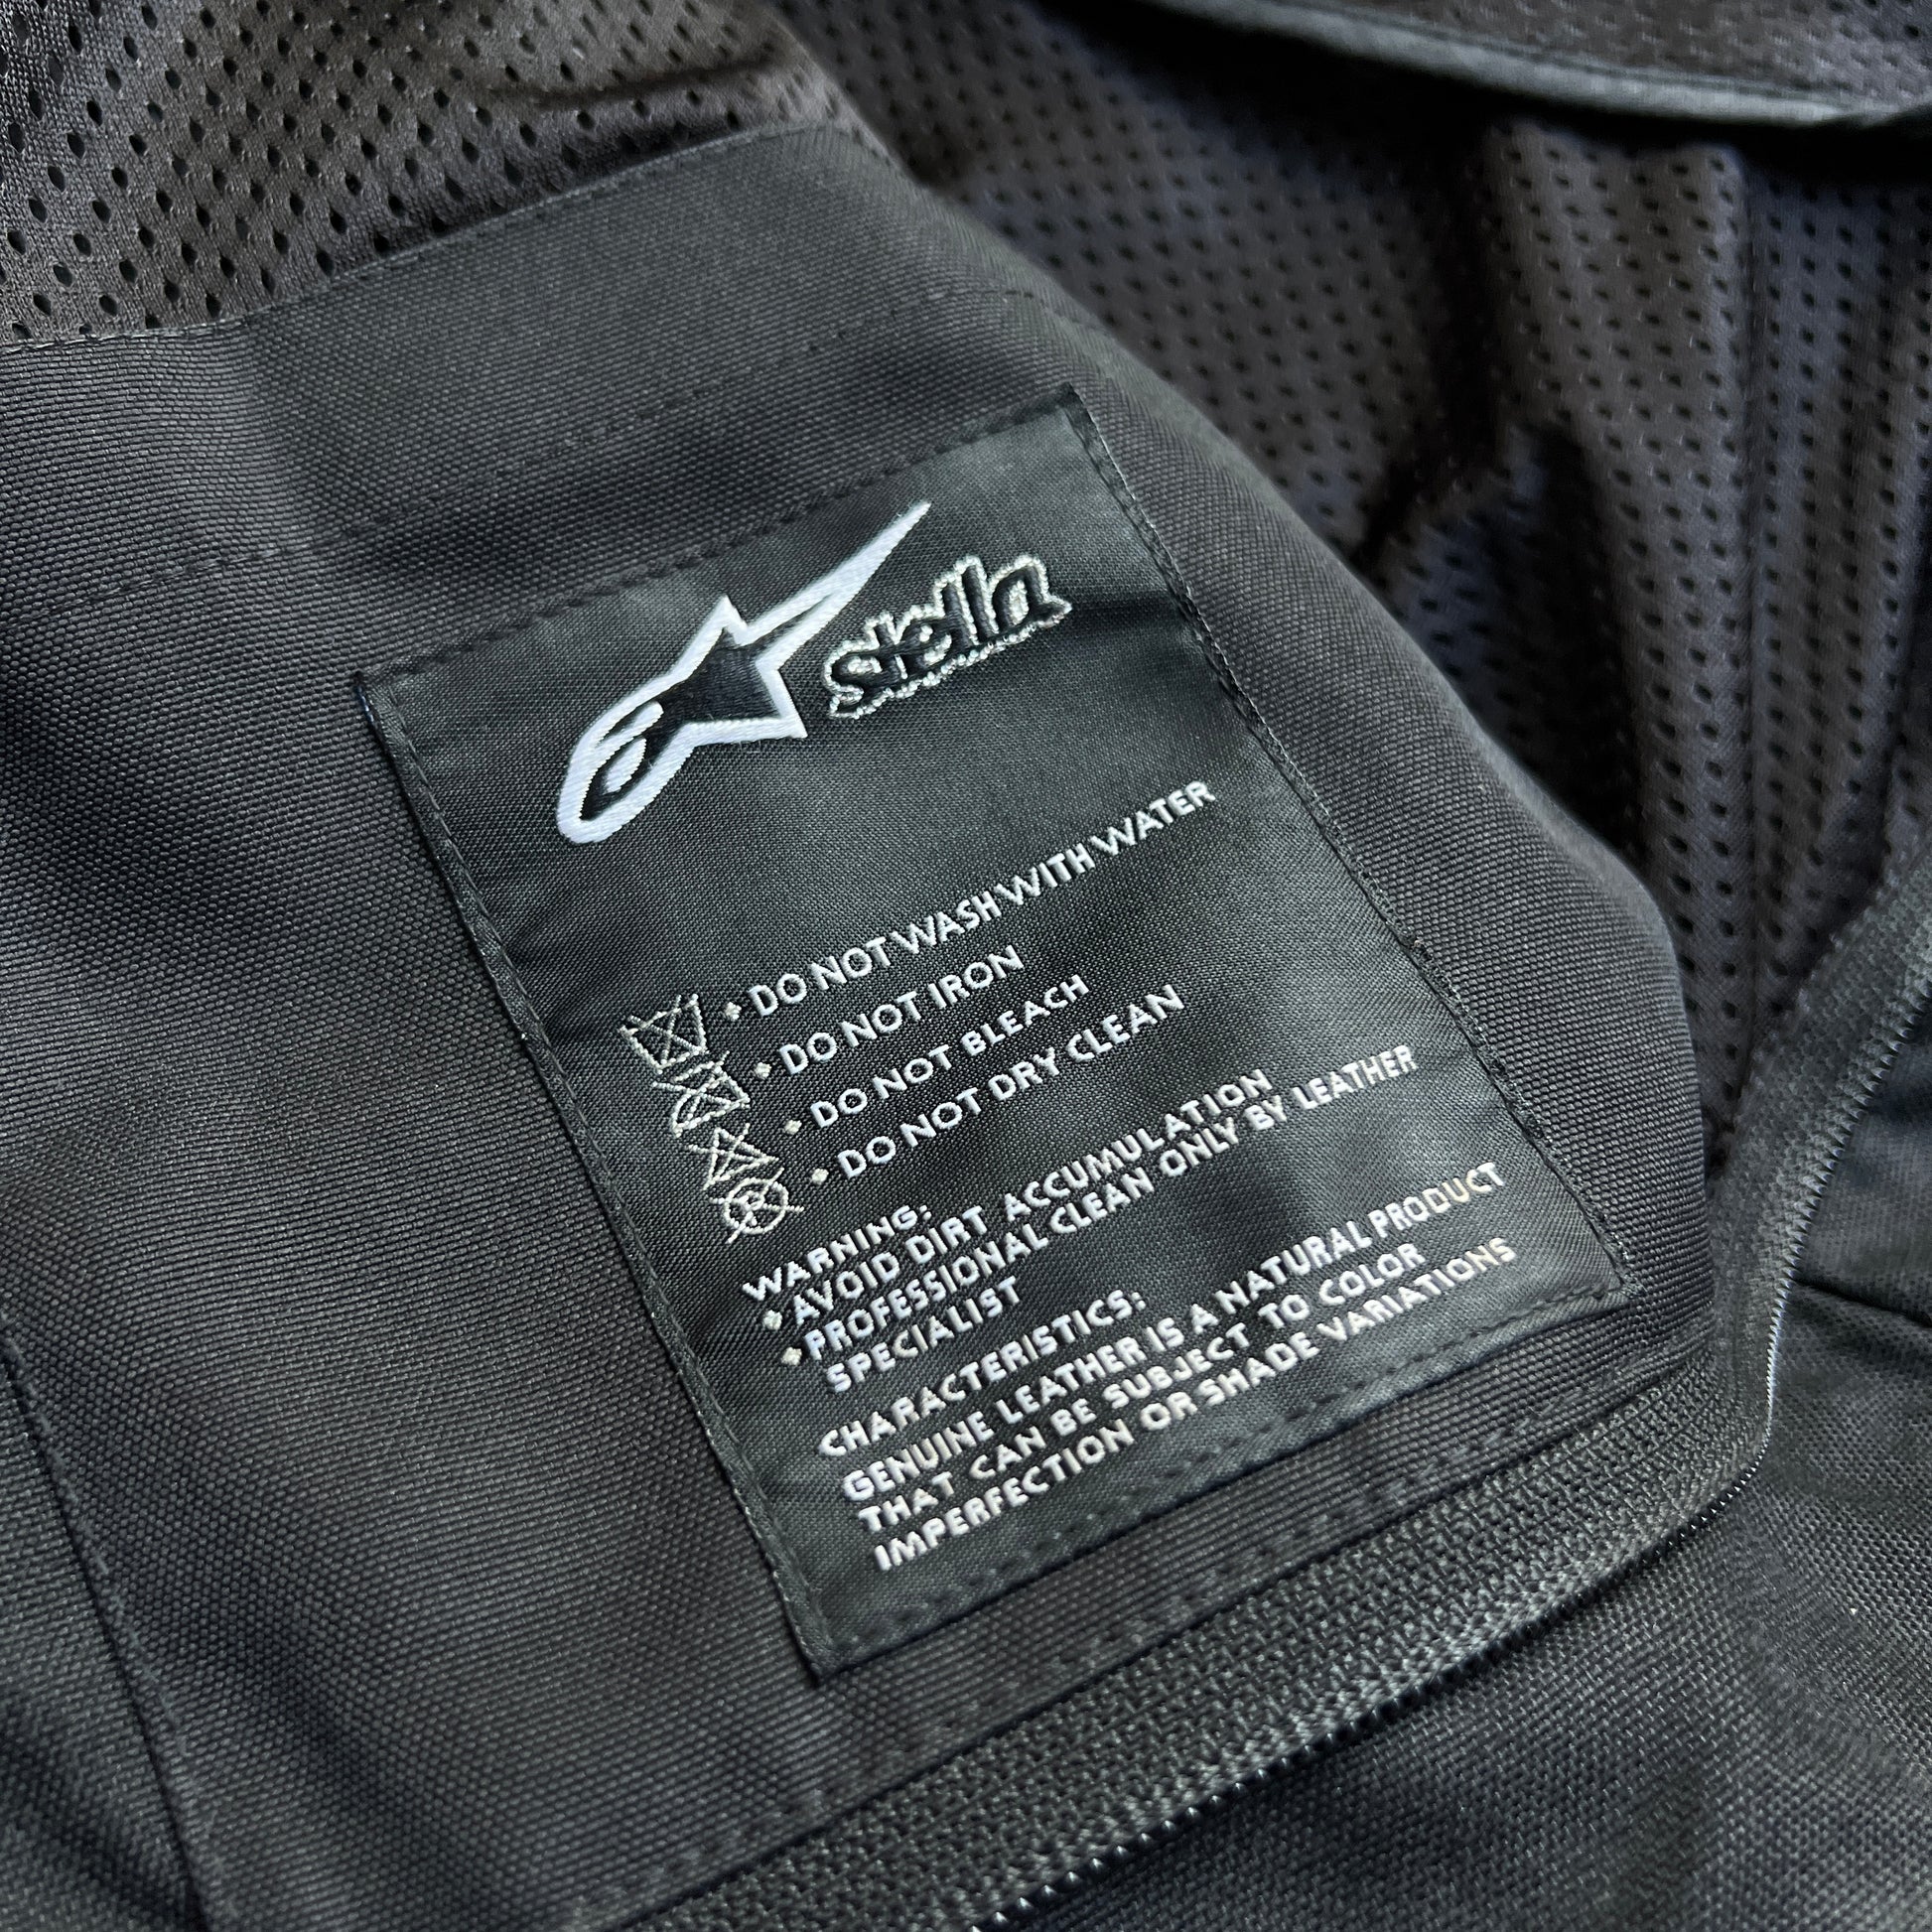 stella
• DO NOT WASH WITH WATER
• DO NOT IRON
• DO NOT BLEACH
• DO NOT DRY CLEAN
WARNING:
• AVOID DIRT ACCUMULATION
• PROFESSIONAL CLEAN ONLY BY LEATHER
SPECIALIST
CHARACTERISTICS:
GENUINE LEATHER IS A NATURAL PRODUCT
THAT CAN BE SUBJECT TO COLOR
IMPERFECTION OR SHADE VARIATIONS